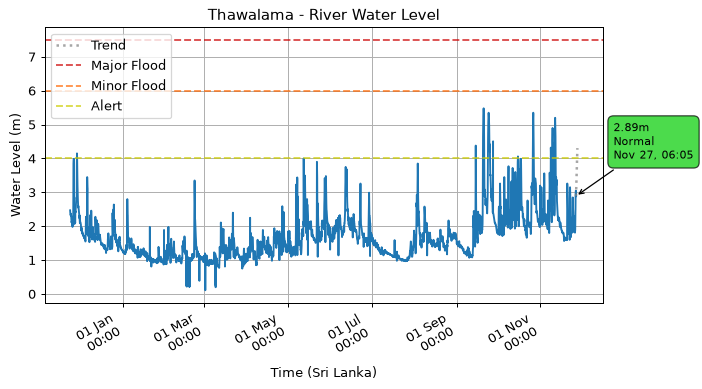 Thawalama - River Water Level
Trend
Major Flood
Minor Flood
Alert
Water Level (m)
7
6
5
4
3
2
1
0
2.89m
Normal
Nov 27, 06:05
01 Jan
00:00
01 Mar
00:00
01 May
00:00
01 Jul
00:00
01 Sep
00:00
01 Nov
00:00
Time (Sri Lanka)